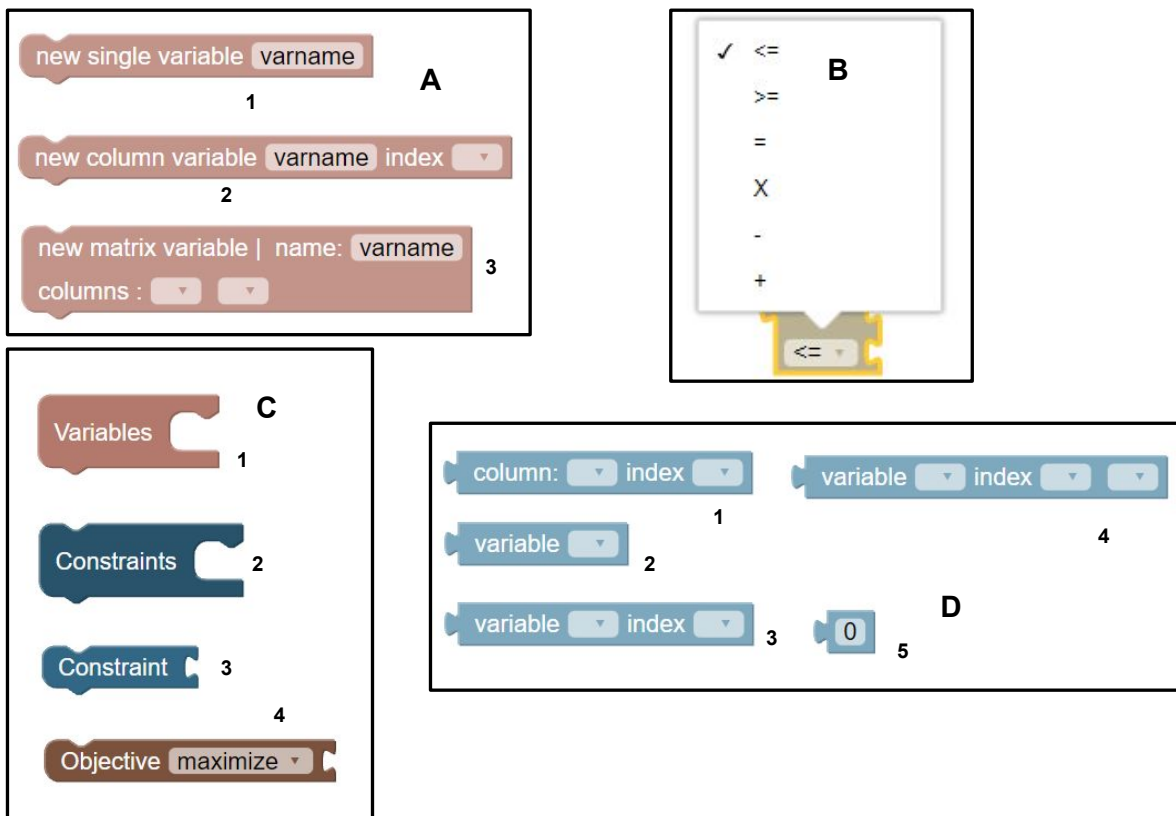 new single variable varname
A
1
new column variable varname index
2
new matrix variable | name: varname
columns :
3
✓ <=
B
>=
=
X
-
+
<=
Variables
C
1
Constraints
2
Constraint
3
4
Objective maximize
column: index
1
variable index
4
variable
2
variable index
3
D
0
5